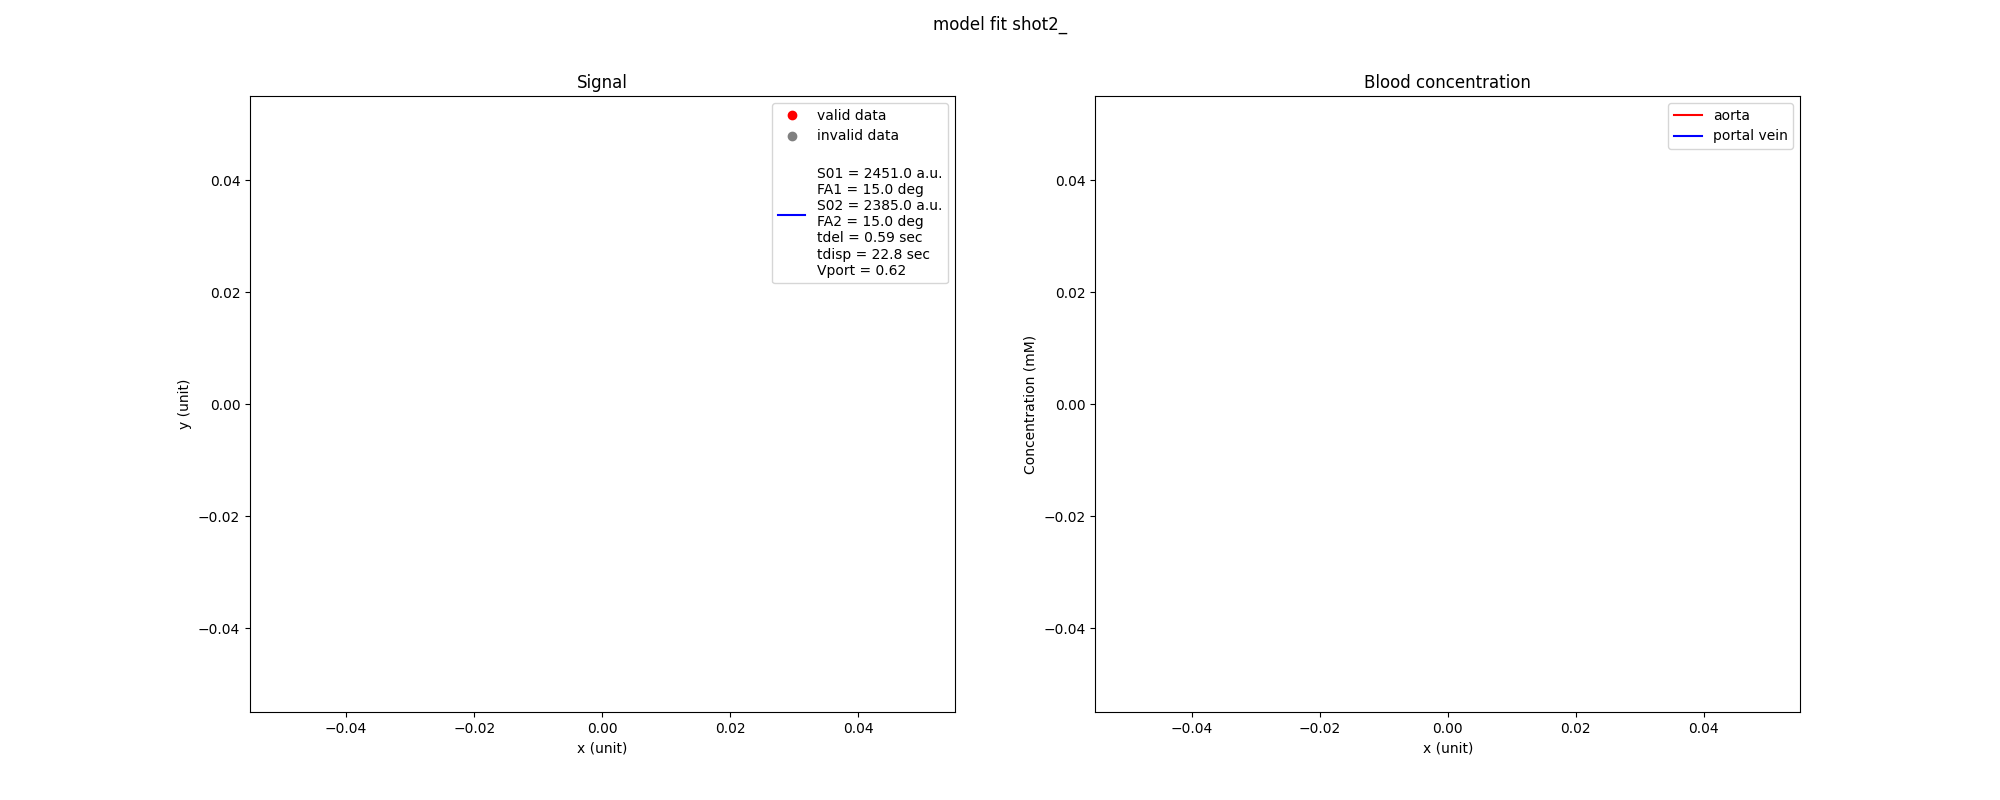 model fit shot2_
Signal
valid data
invalid data
S01 = 2451.0 a.u.
FA1 = 15.0 deg
S02 = 2385.0 a.u.
FA2 = 15.0 deg
tdel = 0.59 sec
tdisp = 22.8 sec
Vport = 0.62
0.04
0.02
0.00
−0.02
−0.04
y (unit)
−0.04 −0.02 0.00 0.02 0.04
x (unit)
Blood concentration
aorta
portal vein
0.04
0.02
0.00
−0.02
−0.04
Concentration (mM)
−0.04 −0.02 0.00 0.02 0.04
x (unit)